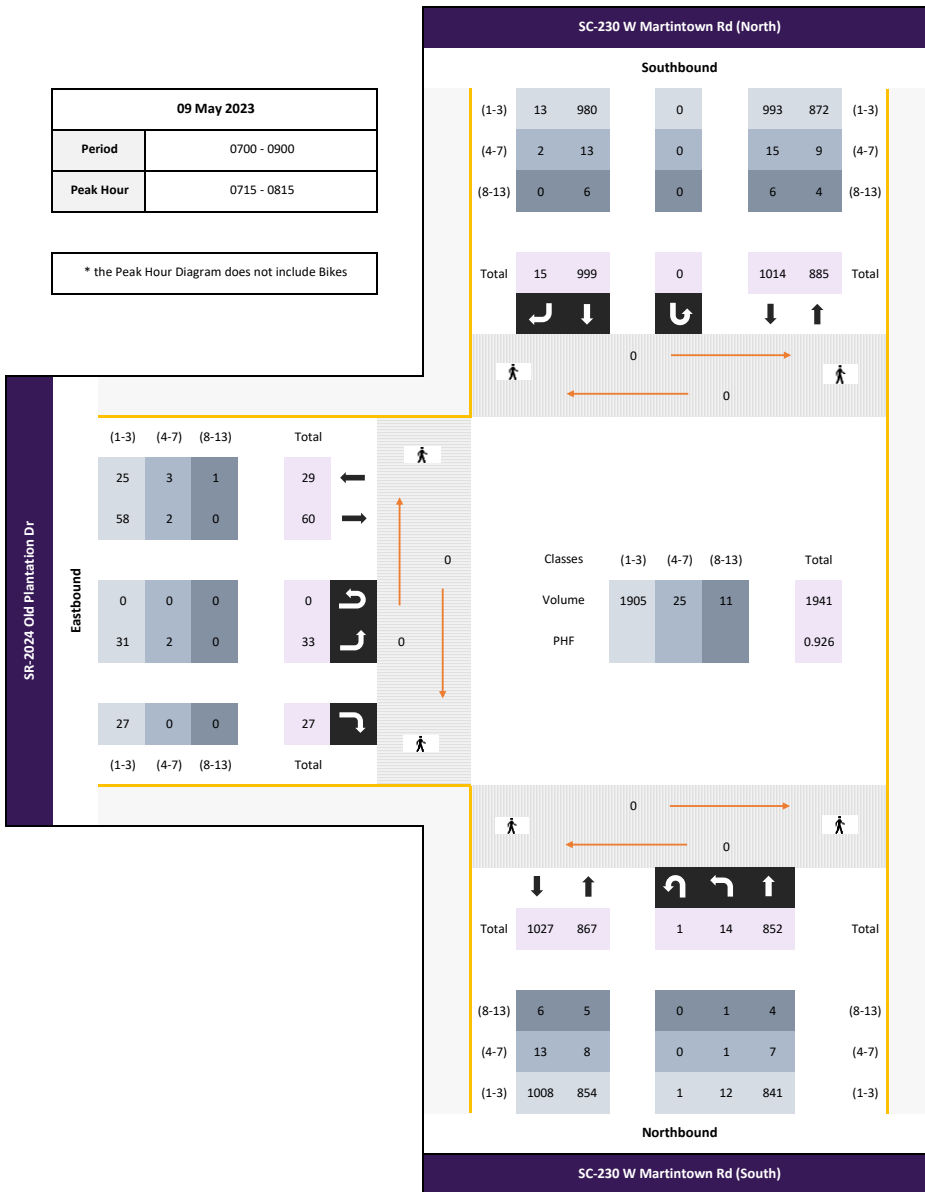 SC-230 W Martintown Rd (North)
Southbound
09 May 2023
Period 0700 - 0900
Peak Hour 0715 - 0815
* the Peak Hour Diagram does not include Bikes
(1-3) 13 980 0 993 872 (1-3)
(4-7) 2 13 0 15 9 (4-7)
(8-13) 0 6 0 6 4 (8-13)
Total 15 999 0 1014 885 Total
0
0
SR-2024 Old Plantation Dr
Eastbound
(1-3) (4-7) (8-13) Total
25 3 1 29
58 2 0 60
0 0 0 0
31 2 0 33
27 0 0 27
(1-3) (4-7) (8-13) Total
0
0
Classes (1-3) (4-7) (8-13) Total
Volume 1905 25 11 1941
PHF 0.926
0
0
Total 1027 867 1 14 852 Total
(8-13) 6 5 0 1 4 (8-13)
(4-7) 13 8 0 1 7 (4-7)
(1-3) 1008 854 1 12 841 (1-3)
Northbound
SC-230 W Martintown Rd (South)